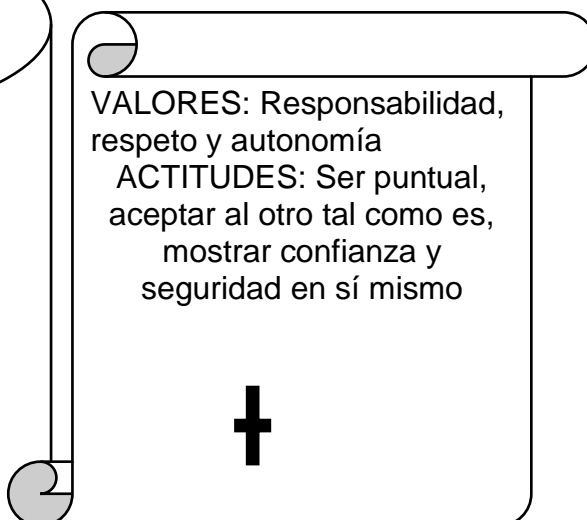 VALORES: Responsabilidad,
respeto y autonomía
ACTITUDES: Ser puntual,
aceptar al otro tal como es,
mostrar confianza y
seguridad en sí mismo